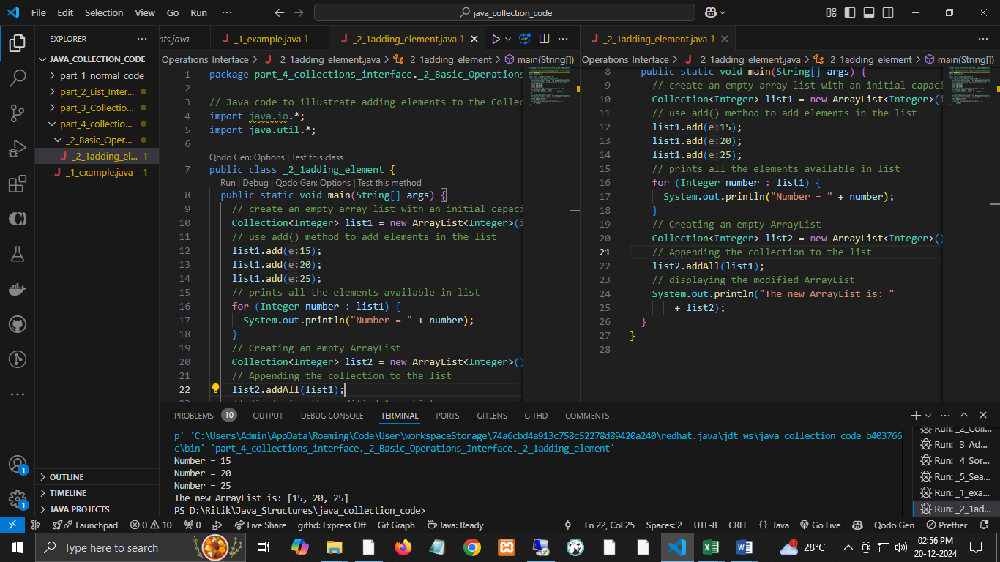 File Edit Selection View Go Run ··· java_collection_code
EXPLORER ···
JAVA_COLLECTION_CODE
part_1_normal_code
part_2_List_Inter...
part_3_Collectio...
part_4_collectio...
_2_Basic_Oper...
_2_1adding_el... 1
_1_example.java 1
OUTLINE
TIMELINE
JAVA PROJECTS
nts.java _1_example.java 1 _2_1adding_element.java 1
_Operations_Interface > _2_1adding_element.java > _2_1adding_element > main(String[])
1 package part_4_collections_interface._2_Basic_Operations
2
3 // Java code to illustrate adding elements to the Collec
4 import java.io.*;
5 import java.util.*;
6
Qodo Gen: Options | Test this class
7 public class _2_1adding_element {
Run | Debug | Qodo Gen: Options | Test this method
8 public static void main(String[] args) {
9 // create an empty array list with an initial capaci
10 Collection<Integer> list1 = new ArrayList<Integer>(i
11 // use add() method to add elements in the list
12 list1.add(e:15);
13 list1.add(e:20);
14 list1.add(e:25);
15 // prints all the elements available in list
16 for (Integer number : list1) {
17 System.out.println("Number = " + number);
18 }
19 // Creating an empty ArrayList
20 Collection<Integer> list2 = new ArrayList<Integer>()
21 // Appending the collection to the list
22 list2.addAll(list1);
_2_1adding_element.java 1
Operations_Interface > _2_1adding_element.java > _2_1adding_element > main(String[])
8 public static void main(String[] args) {
9 // create an empty array list with an initial capaci
10 Collection<Integer> list1 = new ArrayList<Integer>(i
11 // use add() method to add elements in the list
12 list1.add(e:15);
13 list1.add(e:20);
14 list1.add(e:25);
15 // prints all the elements available in list
16 for (Integer number : list1) {
17 System.out.println("Number = " + number);
18 }
19 // Creating an empty ArrayList
20 Collection<Integer> list2 = new ArrayList<Integer>()
21 // Appending the collection to the list
22 list2.addAll(list1);
23 // displaying the modified ArrayList
24 System.out.println("The new ArrayList is: "
25 + list2);
26 }
27 }
28
PROBLEMS 10 OUTPUT DEBUG CONSOLE TERMINAL PORTS GITLENS GITHD COMMENTS
p' 'C:\Users\Admin\AppData\Roaming\Code\User\workspaceStorage\74a6cbd4a913c758c52278d89420a240\redhat.java\jdt_ws\java_collection_code_b403766
c\bin' 'part_4_collections_interface._2_Basic_Operations_Interface._2_1adding_element'
Number = 15
Number = 20
Number = 25
The new ArrayList is: [15, 20, 25]
PS D:\Ritik\Java_Structures\java_collection_code>
Run: _2_Coll...
Run: _3_Ad...
Run: _4_Sor...
Run: _5_Sea...
Run: _1_exa...
Run: _2_1ad...
Launchpad 0 10 0 Live Share githd: Express Off Git Graph Java: Ready Ln 22, Col 25 Spaces: 2 UTF-8 CRLF {} Java Go Live Qodo Gen Prettier
Type here to search 1 28°C 02:56 PM
20-12-2024